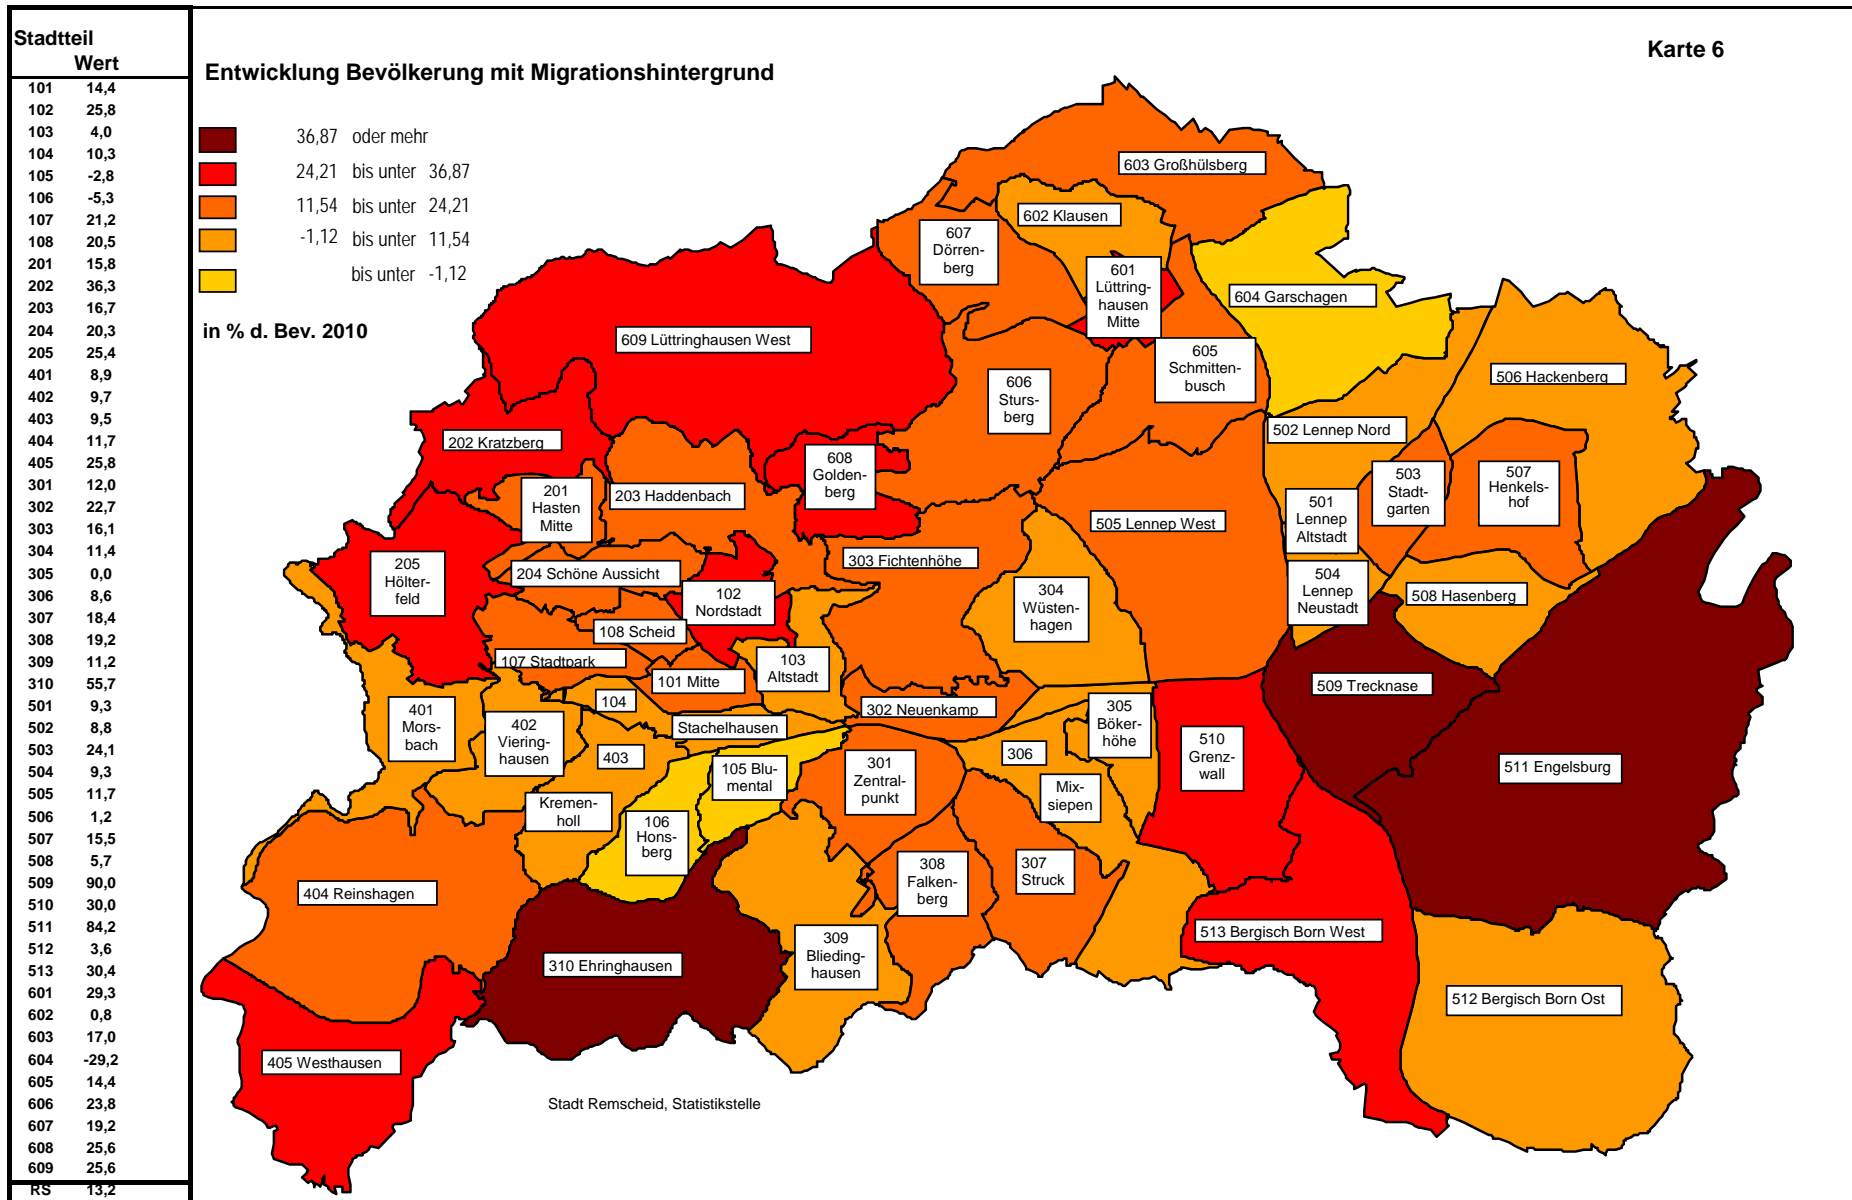 Stadtteil
Wert
101 14,4
102 25,8
103 4,0
104 10,3
105 -2,8
106 -5,3
107 21,2
108 20,5
201 15,8
202 36,3
203 16,7
204 20,3
205 25,4
401 8,9
402 9,7
403 9,5
404 11,7
405 25,8
301 12,0
302 22,7
303 16,1
304 11,4
305 0,0
306 8,6
307 18,4
308 19,2
309 11,2
310 55,7
501 9,3
502 8,8
503 24,1
504 9,3
505 11,7
506 1,2
507 15,5
508 5,7
509 90,0
510 30,0
511 84,2
512 3,6
513 30,4
601 29,3
602 0,8
603 17,0
604 -29,2
605 14,4
606 23,8
607 19,2
608 25,6
609 25,6
RS 13,2
Karte 6
Entwicklung Bevölkerung mit Migrationshintergrund
36,87 oder mehr
24,21 bis unter 36,87
11,54 bis unter 24,21
-1,12 bis unter 11,54
bis unter -1,12
in % d. Bev. 2010
603 Großhülsberg
602 Klausen
607
Dörren-
berg
601
Lüttring-
hausen
Mitte
604 Garschagen
609 Lüttringhausen West
605
Schmitten-
busch
606
Sturs-
berg
506 Hackenberg
502 Lennep Nord
202 Kratzberg
608
Golden-
berg
503
Stadt-
garten
507
Henkels-
hof
201
Hasten
Mitte
203 Haddenbach
501
Lennep
Altstadt
505 Lennep West
205
Hölter-
feld
204 Schöne Aussicht
303 Fichtenhöhe
102
Nordstadt
304
Wüsten-
hagen
504
Lennep
Neustadt
508 Hasenberg
108 Scheid
107 Stadtpark
103
Altstadt
101 Mitte
509 Trecknase
104
Stachelhausen
302 Neuenkamp
401
Mors-
bach
402
Viering-
hausen
403
Kremen-
holl
305
Böker-
höhe
306
Mix-
siepen
510
Grenz-
wall
511 Engelsburg
105 Blu-
mental
301
Zentral-
punkt
106
Hons-
berg
308
Falken-
berg
307
Struck
404 Reinshagen
513 Bergisch Born West
309
Блieding-
hausen
310 Ehringhausen
512 Bergisch Born Ost
405 Westhausen
Stadt Remscheid, Statistikstelle